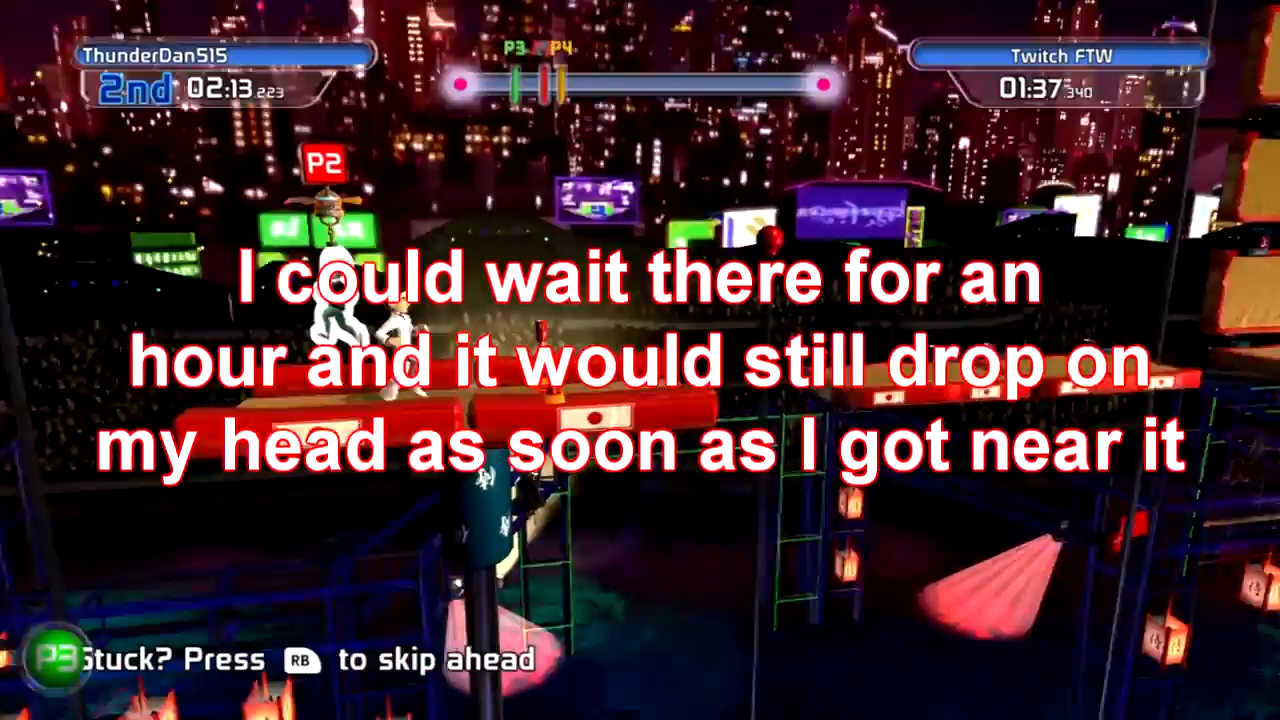 ThunderDan515
2nd 02:13.223
P3 P4
Twitch FTW
01:37.340
P2
I could wait there for an
hour and it would still drop on
my head as soon as I got near it
P3
Stuck? Press RB to skip ahead